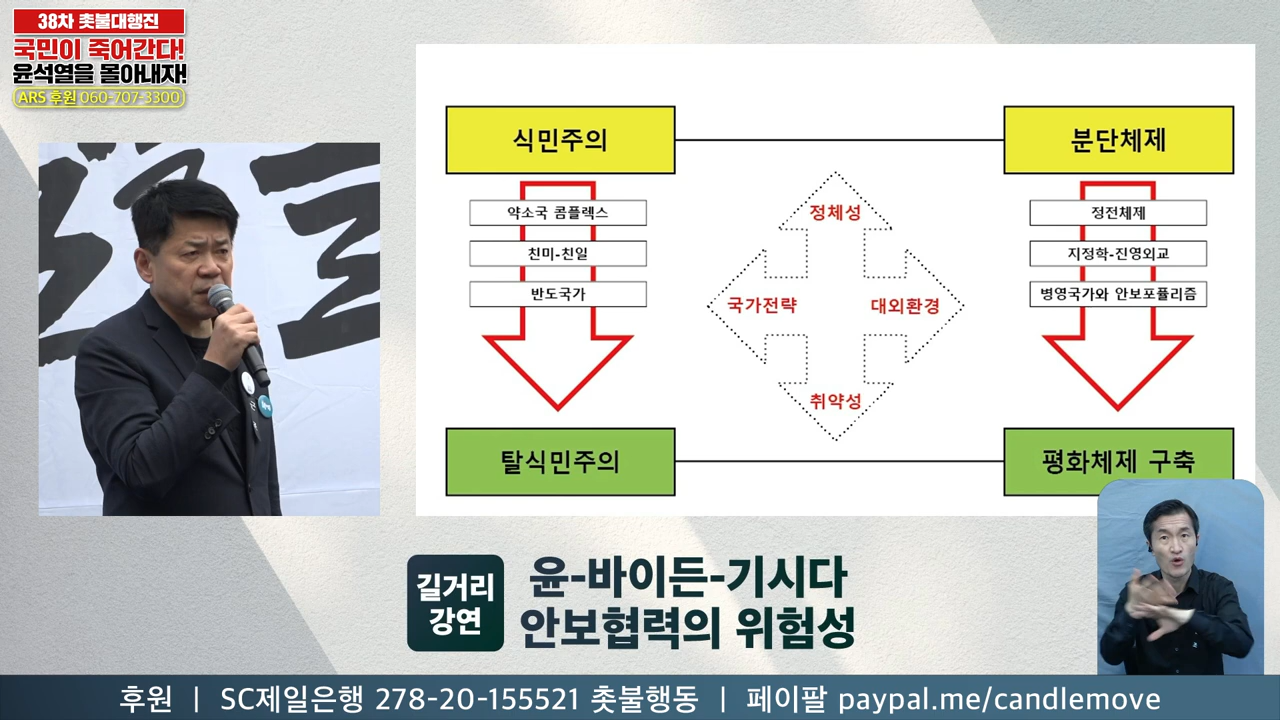 38차 촛불대행진
국민이 죽어간다!
윤석열을 몰아내자!
ARS 후원 060-707-3300
식민주의
분단체제
약소국 콤플렉스
친미-친일
반도국가
정체성
국가전략
대외환경
취약성
정전체제
지정학-진영외교
병영국가와 안보포퓰리즘
탈식민주의
평화체제 구축
길거리
강연
윤-바이든-기시다
안보협력의 위험성
후원 | SC제일은행 278-20-155521 촛불행동 | 페이팔 paypal.me/candlemove